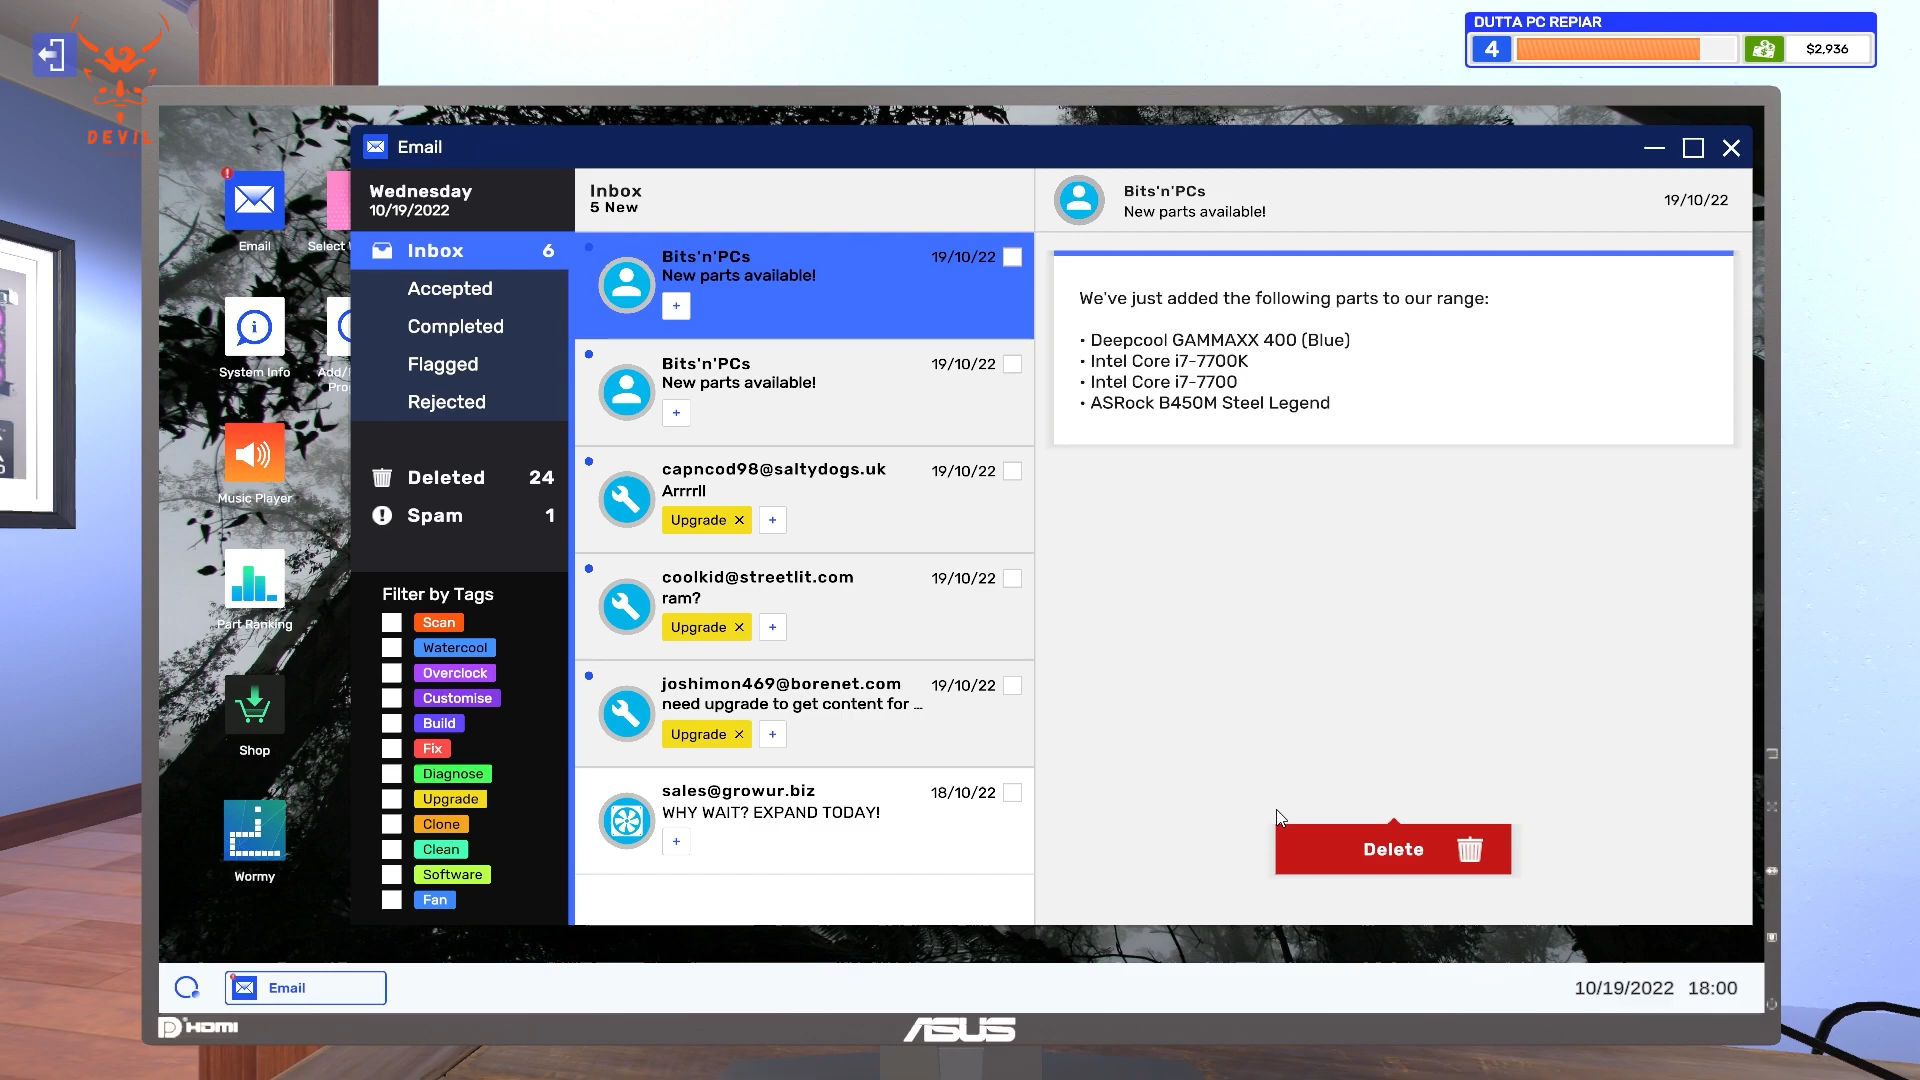 DEVIL
DUTTA PC REPIAR
4
$2,936
Email
Email
Select
System Info
Add/
Pro
Music Player
Part Ranking
Shop
Wormy
Wednesday
10/19/2022
Inbox 6
Accepted
Completed
Flagged
Rejected
Deleted 24
Spam 1
Filter by Tags
Scan
Watercool
Overclock
Customise
Build
Fix
Diagnose
Upgrade
Clone
Clean
Software
Fan
Inbox
5 New
Bits'n'PCs 19/10/22
New parts available!
+
Bits'n'PCs 19/10/22
New parts available!
+
capncod98@saltydogs.uk 19/10/22
Arrrrll
Upgrade × +
coolkid@streetlit.com 19/10/22
ram?
Upgrade × +
joshimon469@borenet.com 19/10/22
need upgrade to get content for ...
Upgrade × +
sales@growur.biz 18/10/22
WHY WAIT? EXPAND TODAY!
+
Bits'n'PCs 19/10/22
New parts available!
We've just added the following parts to our range:
• Deepcool GAMMAXX 400 (Blue)
• Intel Core i7-7700K
• Intel Core i7-7700
• ASRock B450M Steel Legend
Delete
Email
10/19/2022 18:00
HDMI
ASUS